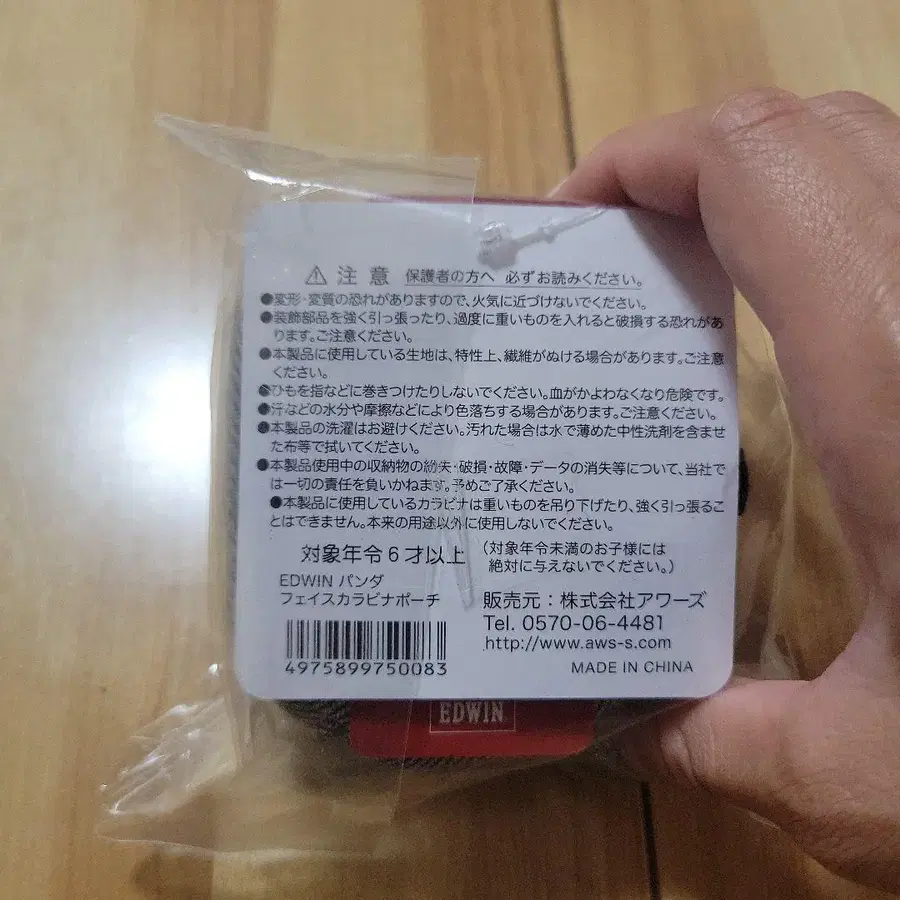 ⚠ 注意 保護者の方へ 必ずお読みください。
●変形・変質の恐れがありますので、火気に近づけないでください。
●装飾部品を強く引っ張ったり、過度に重いものを入れると破損する恐れがあ
ります。ご注意ください。
●本製品に使用している生地は、特性上、繊維がぬける場合があります。ご注意
ください。
●ひもを指などに巻きつけたりしないでください。血がかよわなくなり危険です。
●汗などの水分や摩擦などにより色落ちする場合があります。ご注意ください。
●本製品の洗濯はお避けください。汚れた場合は水で薄めた中性洗剤を含ませ
た布等で拭いてください。
●本製品使用中の収納物の紛失・破損・故障・データの消失等について、当社で
は一切の責任を負いかねます。予めご了承ください。
●本製品に使用しているカラビナは重いものを吊り下げたり、強く引っ張るこ
とはできません。本来の用途以外に使用しないでください。
対象年令6才以上 (対象年令未満のお子様には
絶対に与えないでください。)
EDWIN パンダ
フェイスカラビナポーチ
販売元:株式会社アワーズ
Tel. 0570-06-4481
http://www.aws-s.com
4975899750083
MADE IN CHINA
EDWIN